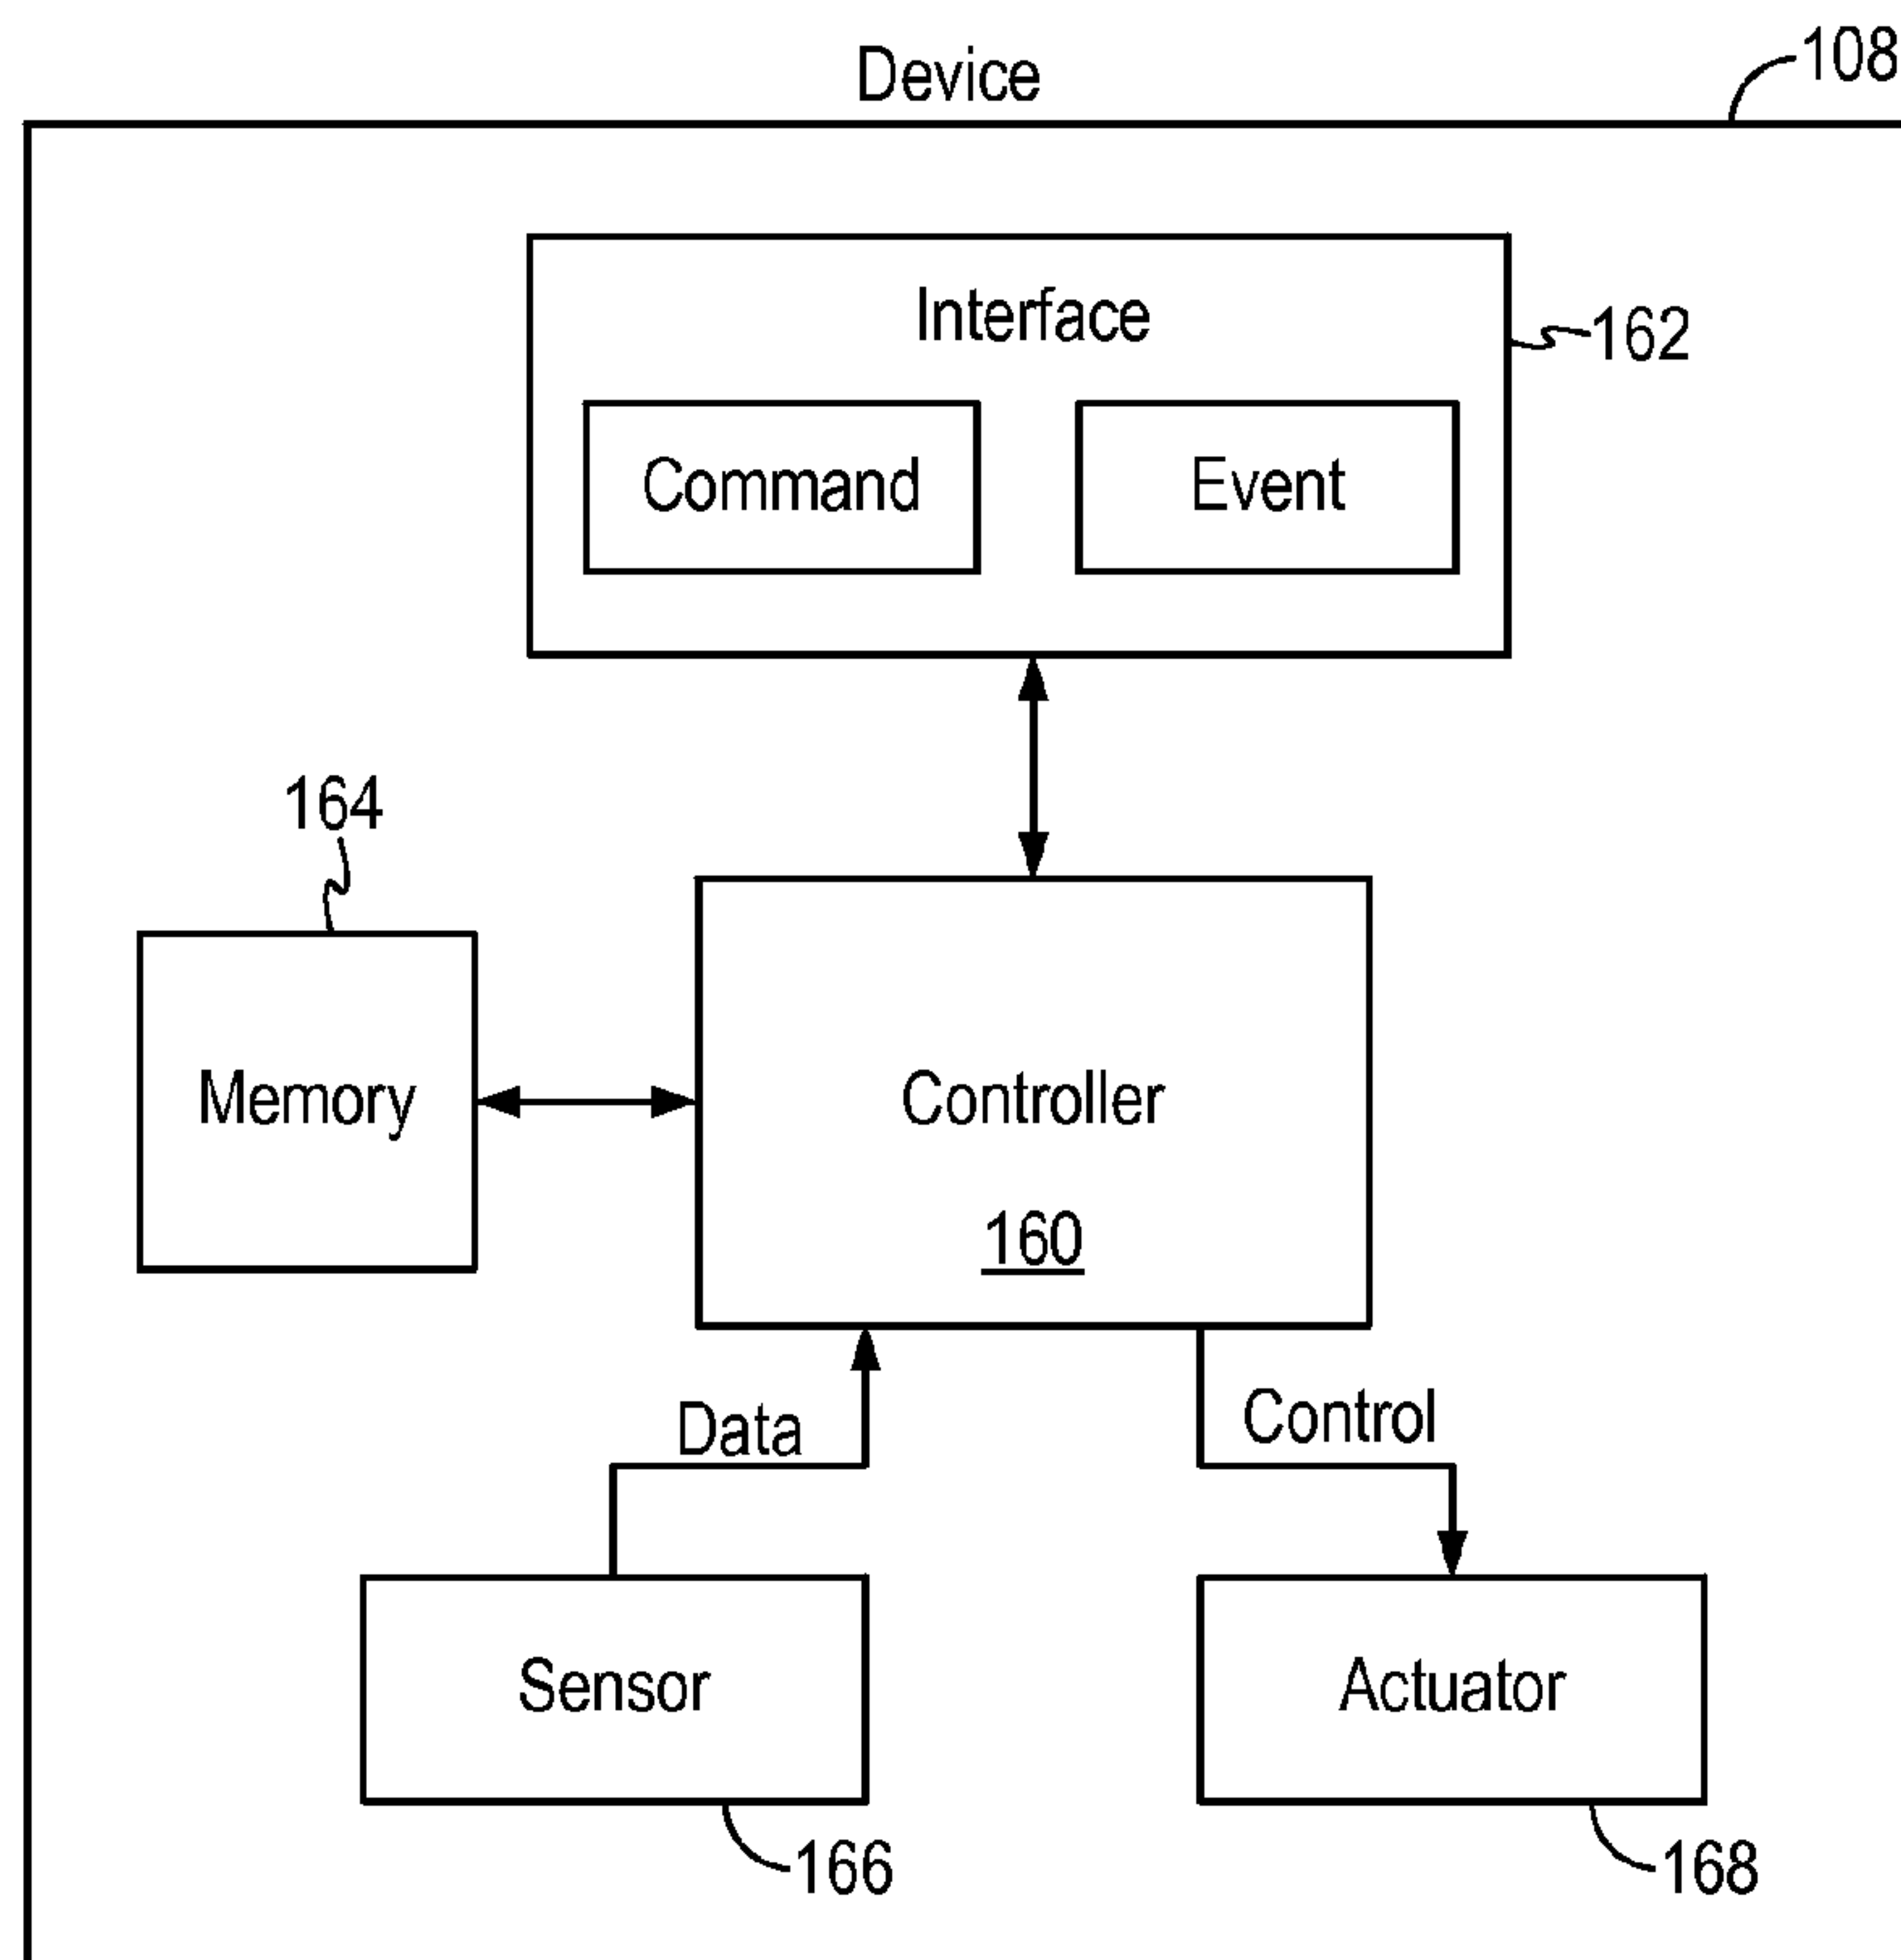 Device
108
Interface
162
Command
Event
164
Memory
Controller
160
Data
Control
Sensor
Actuator
166
168